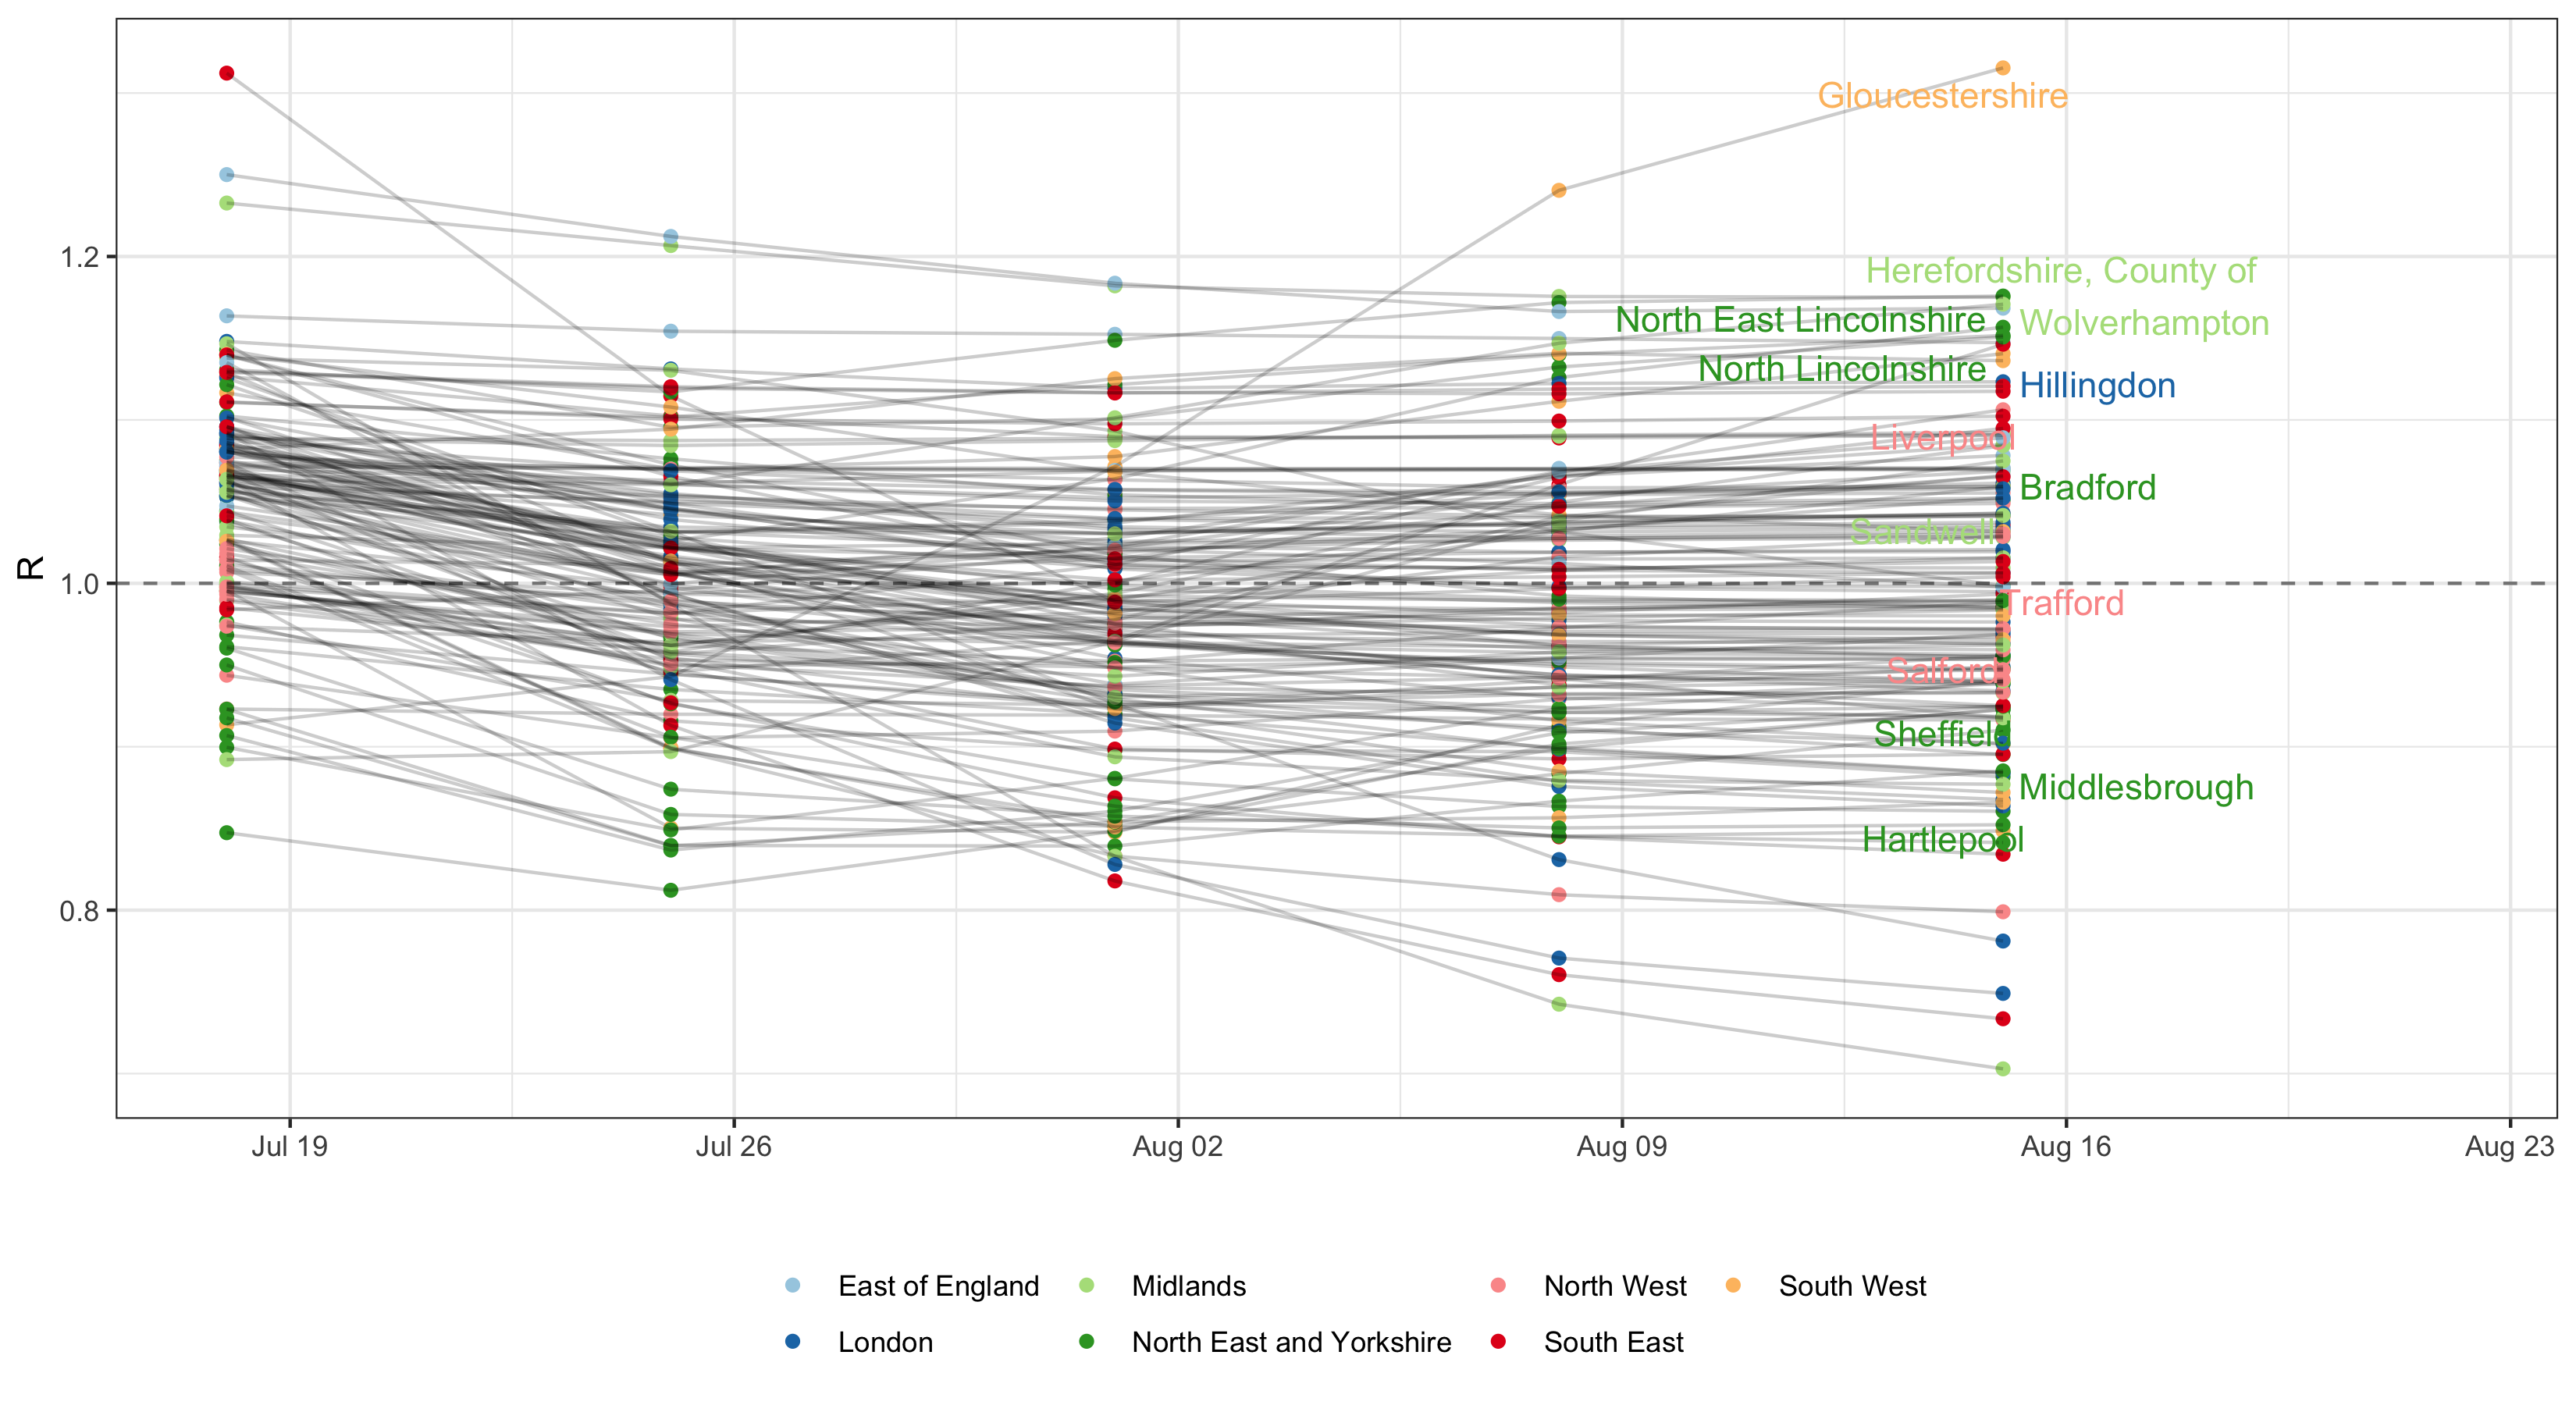 Gloucestershire
1.2
Herefordshire, County of
North East Lincolnshire
Wolverhampton
North Lincolnshire
Hillingdon
Liverpool
Bradford
Sandwell
R
1.0
Trafford
Salford
Sheffield
Middlesbrough
Hartlepool
0.8
Jul 19 Jul 26 Aug 02 Aug 09 Aug 16 Aug 23
East of England Midlands North West South West
London North East and Yorkshire South East